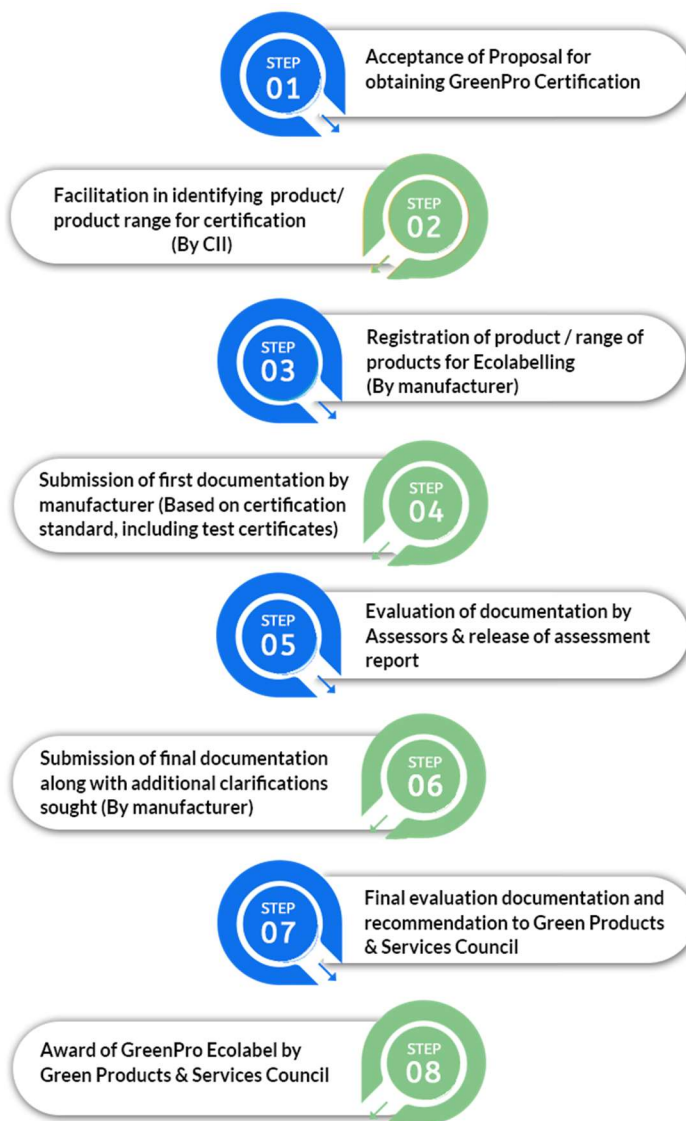 STEP
01
Acceptance of Proposal for
obtaining GreenPro Certification
Facilitation in identifying product/
product range for certification
(By CII)
STEP
02
STEP
03
Registration of product / range of
products for Ecolabelling
(By manufacturer)
Submission of first documentation by
manufacturer (Based on certification
standard, including test certificates)
STEP
04
STEP
05
Evaluation of documentation by
Assessors & release of assessment
report
Submission of final documentation
along with additional clarifications
sought (By manufacturer)
STEP
06
STEP
07
Final evaluation documentation and
recommendation to Green Products
& Services Council
Award of GreenPro Ecolabel by
Green Products & Services Council
STEP
08